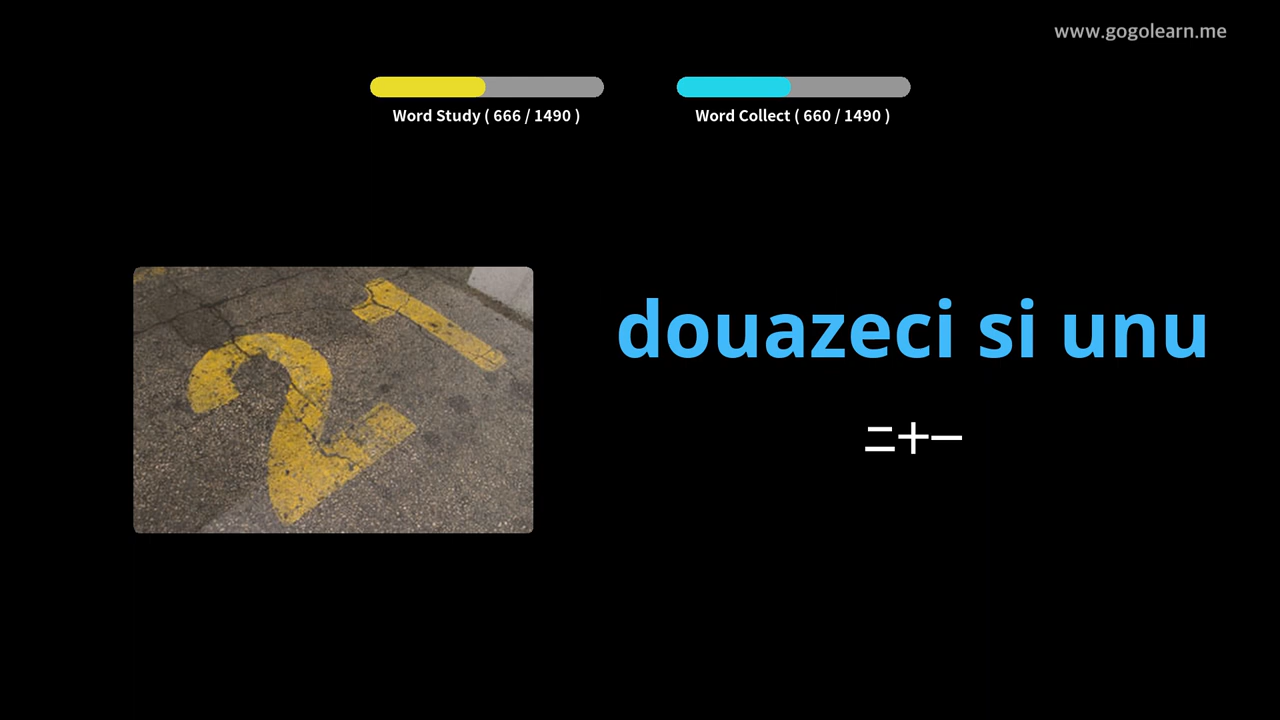 www.gogolearn.me
Word Study ( 666 / 1490 )
Word Collect ( 660 / 1490 )
21
douazeci si unu
二十一